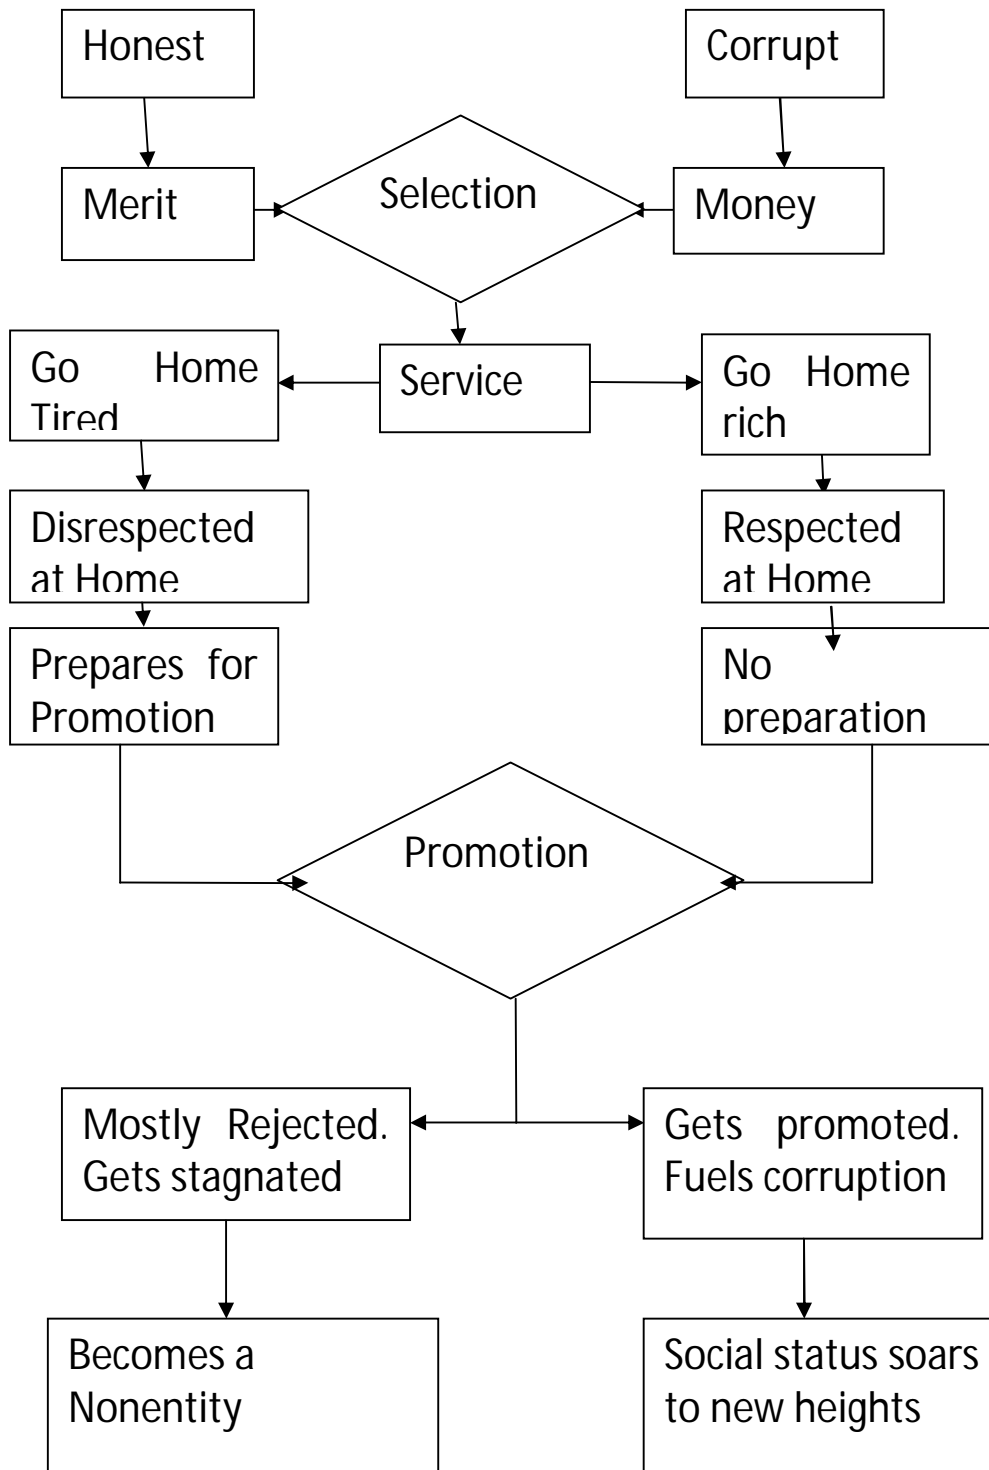 Honest
Corrupt
Merit
Selection
Money
Go Home
Tired
Service
Go Home
rich
Disrespected
at Home
Respected
at Home
Prepares for
Promotion
No
preparation
Promotion
Mostly Rejected.
Gets stagnated
Gets promoted.
Fuels corruption
Becomes a
Nonentity
Social status soars
to new heights